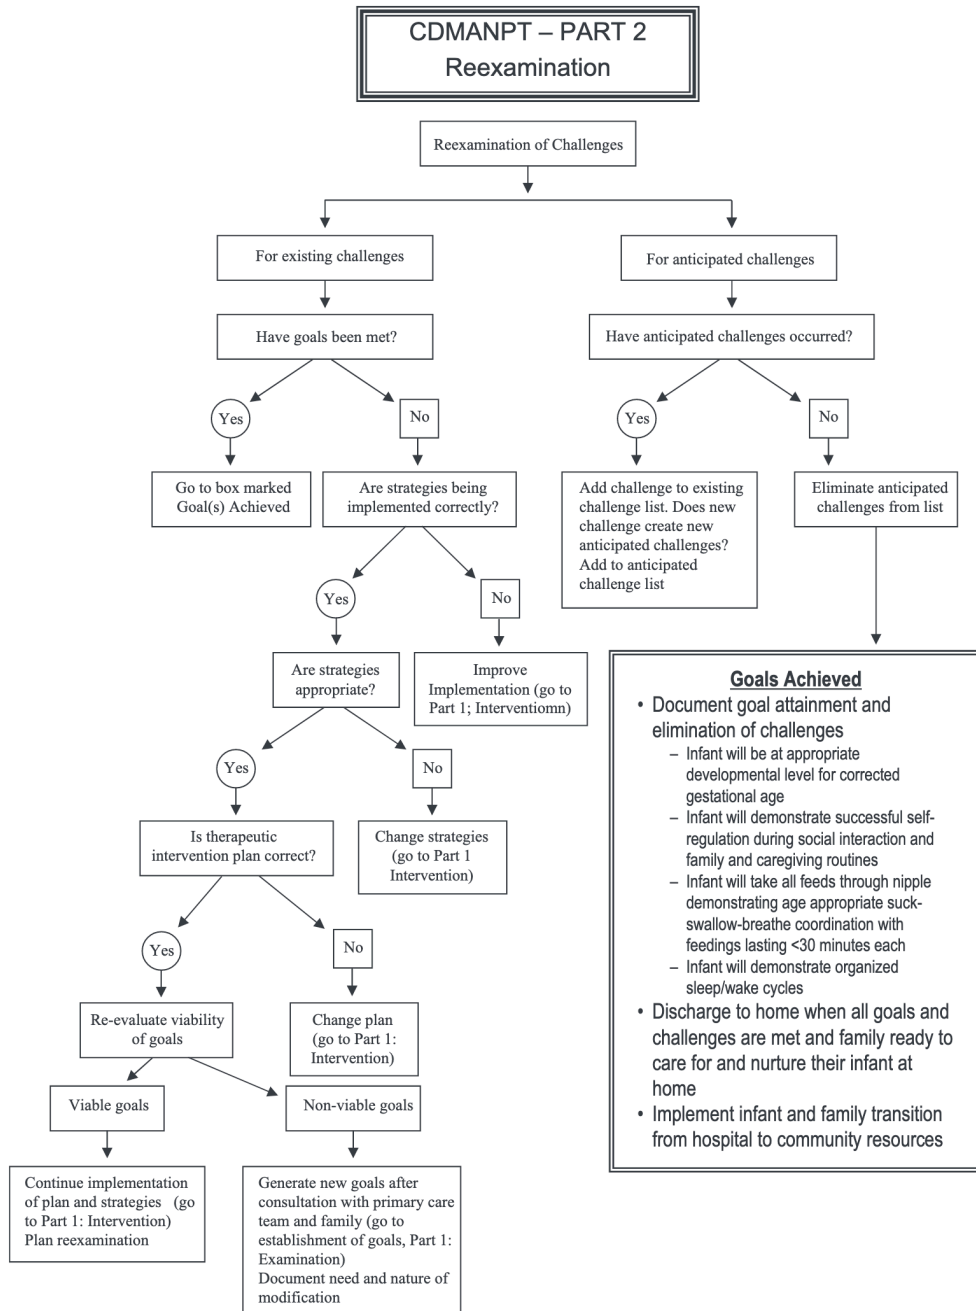 CDMANPT – PART 2
Reexamination
Reexamination of Challenges
For existing challenges
For anticipated challenges
Have goals been met?
Have anticipated challenges occurred?
Yes
No
Yes
No
Go to box marked
Goal(s) Achieved
Are strategies being
implemented correctly?
Add challenge to existing
challenge list. Does new
challenge create new
anticipated challenges?
Add to anticipated
challenge list
Eliminate anticipated
challenges from list
Yes
No
Are strategies
appropriate?
Improve
Implementation (go to
Part 1; Interventiomn)
Yes
No
Is therapeutic
intervention plan correct?
Change strategies
(go to Part 1
Intervention)
Yes
No
Re-evaluate viability
of goals
Change plan
(go to Part 1:
Intervention)
Viable goals
Non-viable goals
Continue implementation
of plan and strategies (go
to Part 1: Intervention)
Plan reexamination
Generate new goals after
consultation with primary care
team and family (go to
establishment of goals, Part 1:
Examination)
Document need and nature of
modification
Goals Achieved
• Document goal attainment and
elimination of challenges
– Infant will be at appropriate
developmental level for corrected
gestational age
– Infant will demonstrate successful self-
regulation during social interaction and
family and caregiving routines
– Infant will take all feeds through nipple
demonstrating age appropriate suck-
swallow-breathe coordination with
feedings lasting <30 minutes each
– Infant will demonstrate organized
sleep/wake cycles
• Discharge to home when all goals and
challenges are met and family ready to
care for and nurture their infant at
home
• Implement infant and family transition
from hospital to community resources